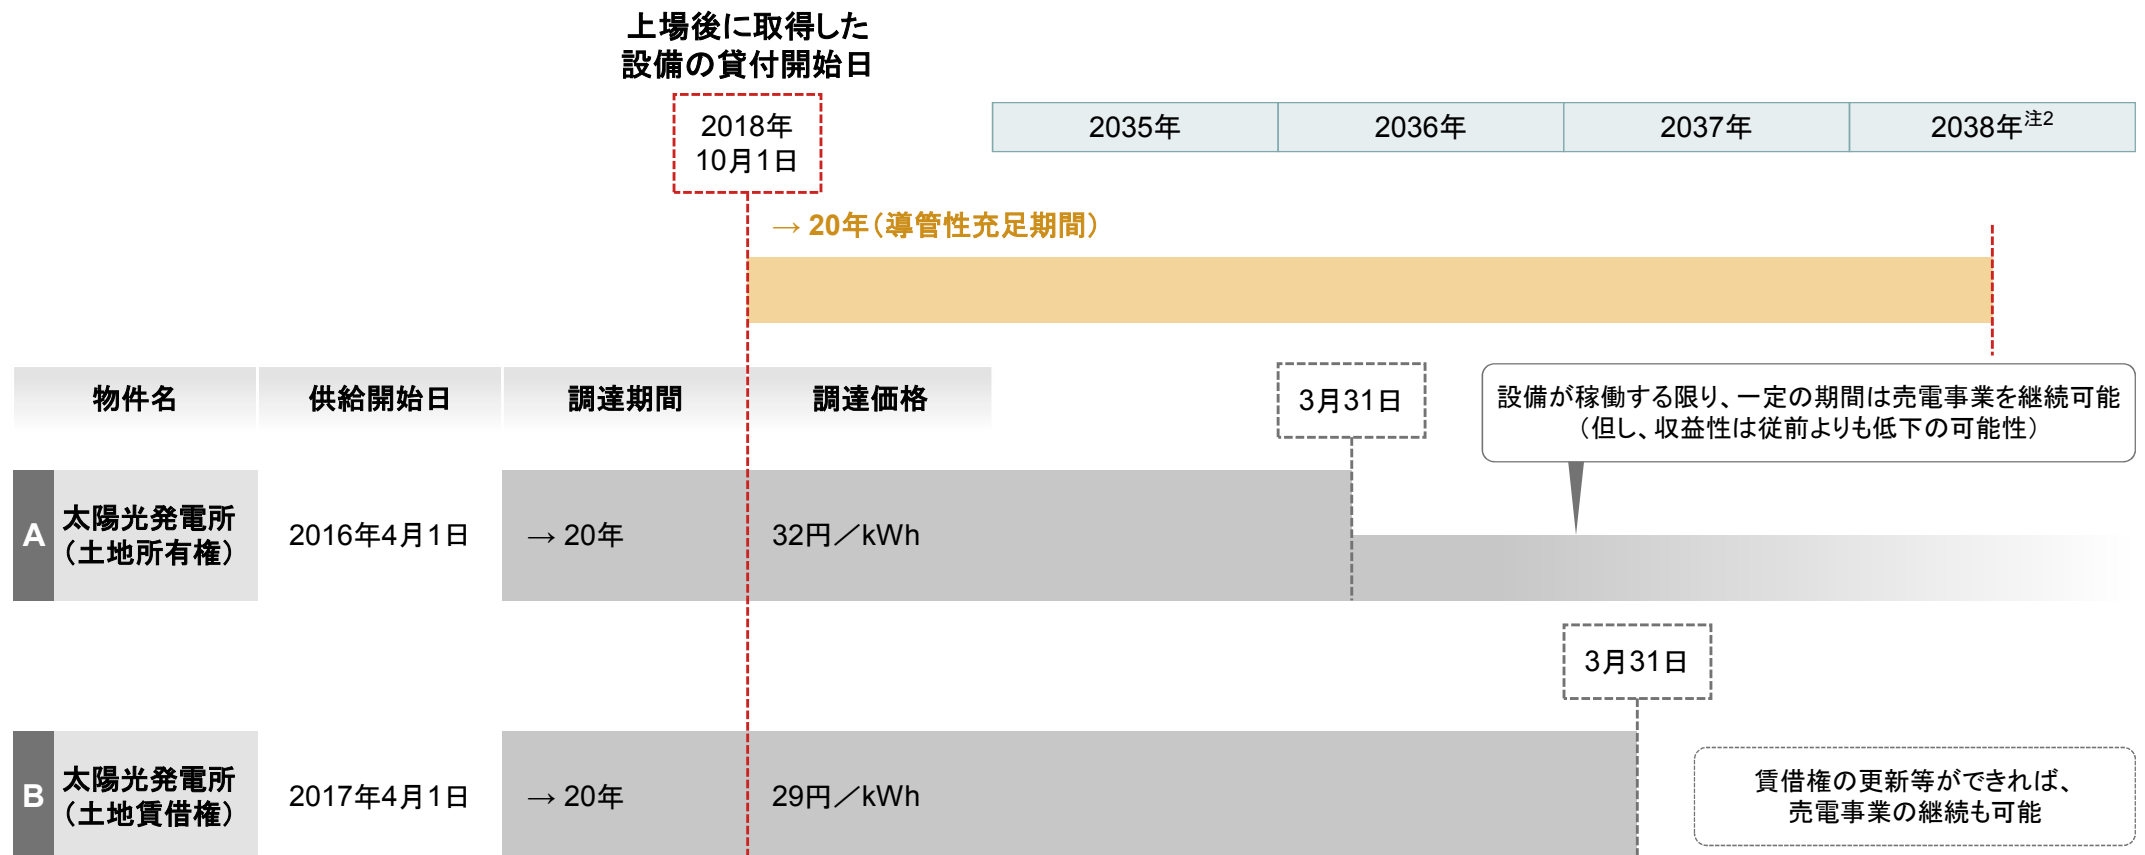 上場後に取得した
設備の貸付開始日
2018年
10月1日
2035年
2036年
2037年
2038年注2
→ 20年（導管性充足期間）
物件名
供給開始日
調達期間
調達価格
3月31日
設備が稼働する限り、一定の期間は売電事業を継続可能
（但し、収益性は従前よりも低下の可能性）
A
太陽光発電所
（土地所有権）
2016年4月1日
→ 20年
32円／kWh
3月31日
B
太陽光発電所
（土地賃借権）
2017年4月1日
→ 20年
29円／kWh
賃借権の更新等ができれば、
売電事業の継続も可能